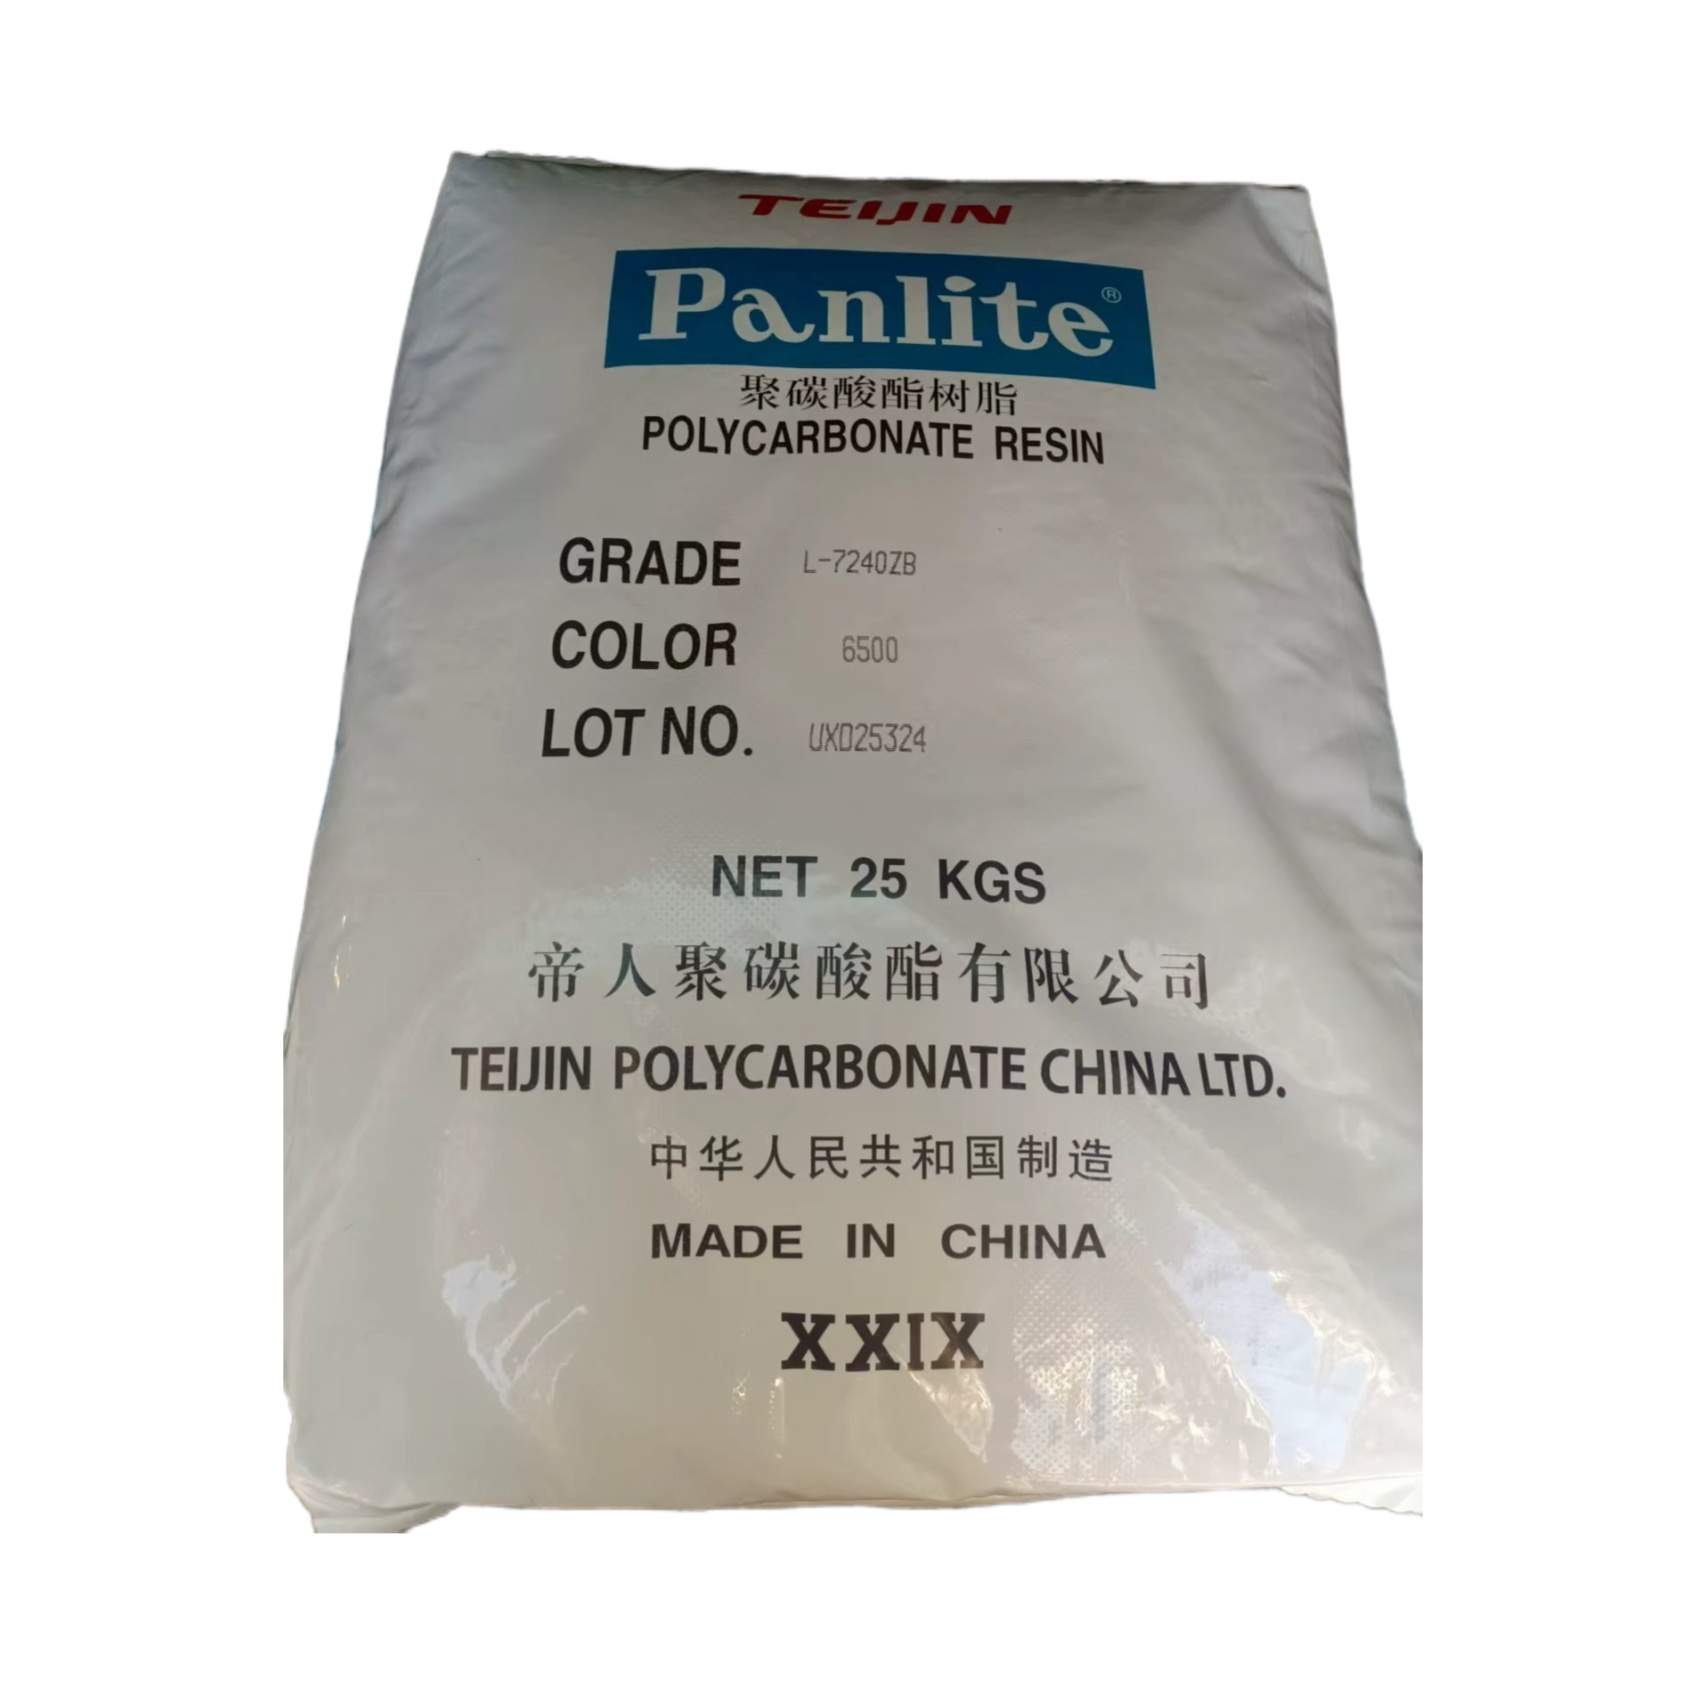 TEIJIN
Panlite®
聚碳酸酯树脂
POLYCARBONATE RESIN
GRADE L-7240ZB
COLOR 6500
LOT NO. UXD25324
NET 25 KGS
帝人聚碳酸酯有限公司
TEIJIN POLYCARBONATE CHINA LTD.
中华人民共和国制造
MADE IN CHINA
XXIX